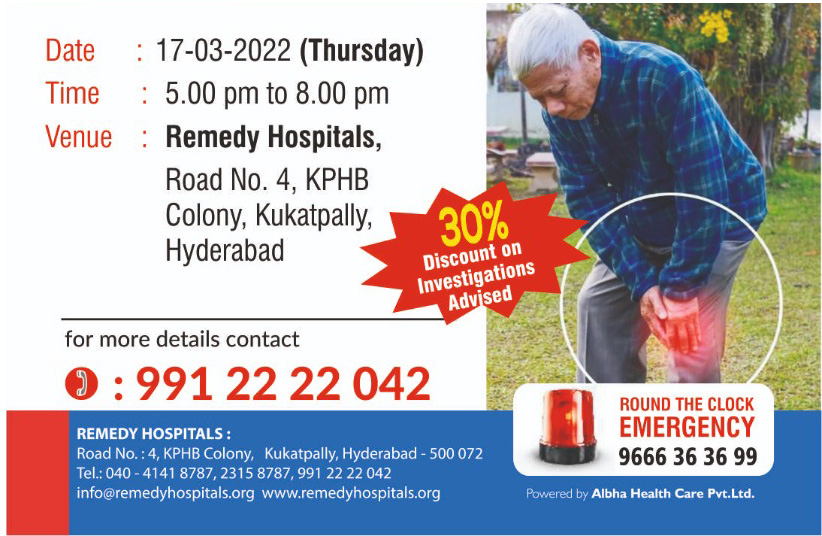 Date : 17-03-2022 (Thursday)
Time : 5.00 pm to 8.00 pm
Venue : Remedy Hospitals,
Road No. 4, KPHB
Colony, Kukatpally,
Hyderabad
30%
Discount on
Investigations
Advised
for more details contact
: 991 22 22 042
REMEDY HOSPITALS :
Road No. : 4, KPHB Colony, Kukatpally, Hyderabad - 500 072
Tel.: 040 - 4141 8787, 2315 8787, 991 22 22 042
info@remedyhospitals.org www.remedyhospitals.org
ROUND THE CLOCK
EMERGENCY
9666 36 36 99
Powered by Albha Health Care Pvt.Ltd.